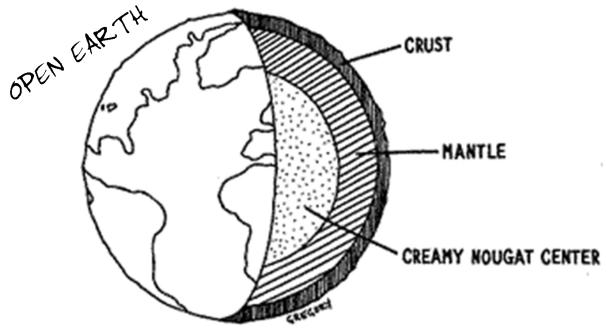 OPEN EARTH
CRUST
MANTLE
CREAMY NOUGAT CENTER
GREGORY